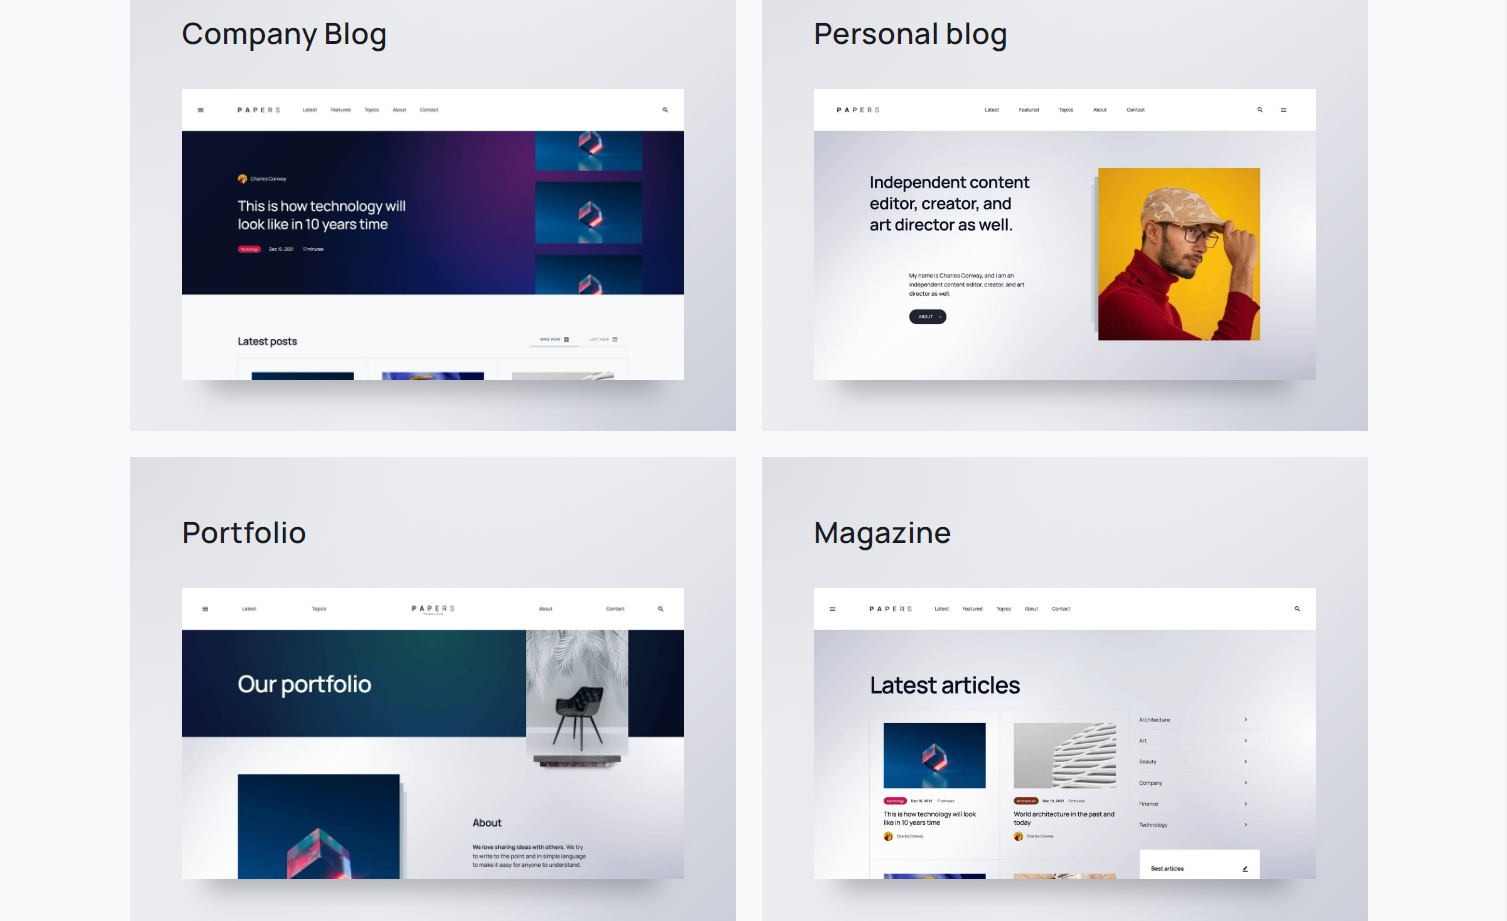 Company Blog
PAPERS Latest Featured Topics About Contact
Charles Conway
This is how technology will
look like in 10 years time
Technology Dec 15, 2021 17 minutes
Latest posts
GRID VIEW LIST VIEW
Personal blog
PAPERS Latest Featured Topics About Contact
Independent content
editor, creator, and
art director as well.
My name is Charles Conway, and I am an
independent content editor, creator, and art
director as well.
ABOUT
Portfolio
Latest Topics PAPERS About Contact
TEMPLATE
Our portfolio
About
We love sharing ideas with others. We try
to write to the point and in simple language
to make it easy for anyone to understand.
Magazine
PAPERS Latest Featured Topics About Contact
Latest articles
Technology Dec 15, 2021 17 minutes
This is how technology will look
like in 10 years time
Charles Conway
Architecture Dec 13, 2021
World architecture in the past and
today
Charles Conway
Architecture
Art
Beauty
Company
Finance
Technology
Best articles